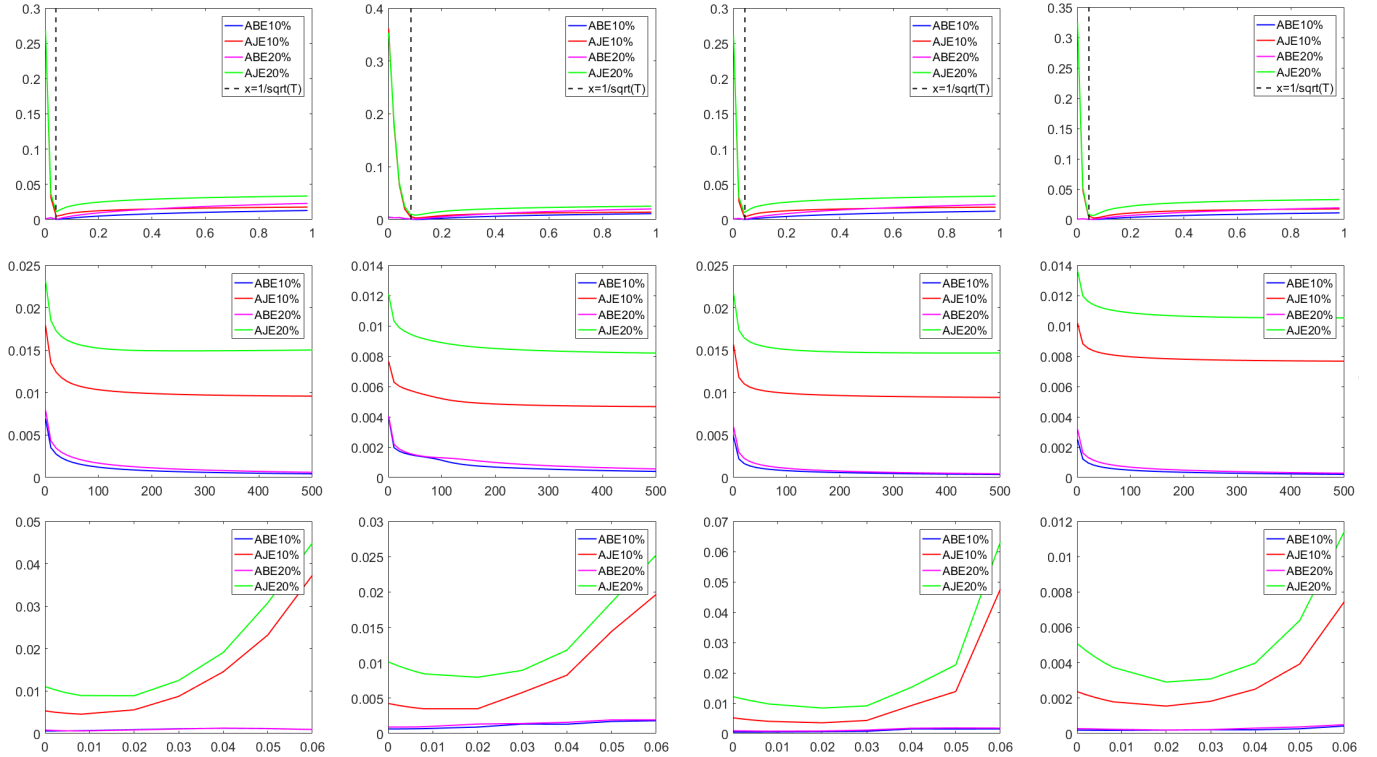 0.3
0.25
0.2
0.15
0.1
0.05
0
0 0.2 0.4 0.6 0.8 1
ABE10%
AJE10%
ABE20%
AJE20%
x=1/sqrt(T)
0.4
0.3
0.2
0.1
0
0 0.2 0.4 0.6 0.8 1
ABE10%
AJE10%
ABE20%
AJE20%
x=1/sqrt(T)
0.3
0.25
0.2
0.15
0.1
0.05
0
0 0.2 0.4 0.6 0.8 1
ABE10%
AJE10%
ABE20%
AJE20%
x=1/sqrt(T)
0.35
0.3
0.25
0.2
0.15
0.1
0.05
0
0 0.2 0.4 0.6 0.8 1
ABE10%
AJE10%
ABE20%
AJE20%
x=1/sqrt(T)
0.025
0.02
0.015
0.01
0.005
0
0 100 200 300 400 500
ABE10%
AJE10%
ABE20%
AJE20%
0.014
0.012
0.01
0.008
0.006
0.004
0.002
0
0 100 200 300 400 500
ABE10%
AJE10%
ABE20%
AJE20%
0.025
0.02
0.015
0.01
0.005
0
0 100 200 300 400 500
ABE10%
AJE10%
ABE20%
AJE20%
0.014
0.012
0.01
0.008
0.006
0.004
0.002
0
0 100 200 300 400 500
ABE10%
AJE10%
ABE20%
AJE20%
0.05
0.04
0.03
0.02
0.01
0
0 0.01 0.02 0.03 0.04 0.05 0.06
ABE10%
AJE10%
ABE20%
AJE20%
0.03
0.025
0.02
0.015
0.01
0.005
0
0 0.01 0.02 0.03 0.04 0.05 0.06
ABE10%
AJE10%
ABE20%
AJE20%
0.07
0.06
0.05
0.04
0.03
0.02
0.01
0
0 0.01 0.02 0.03 0.04 0.05 0.06
ABE10%
AJE10%
ABE20%
AJE20%
0.012
0.01
0.008
0.006
0.004
0.002
0
0 0.01 0.02 0.03 0.04 0.05 0.06
ABE10%
AJE10%
ABE20%
AJE20%